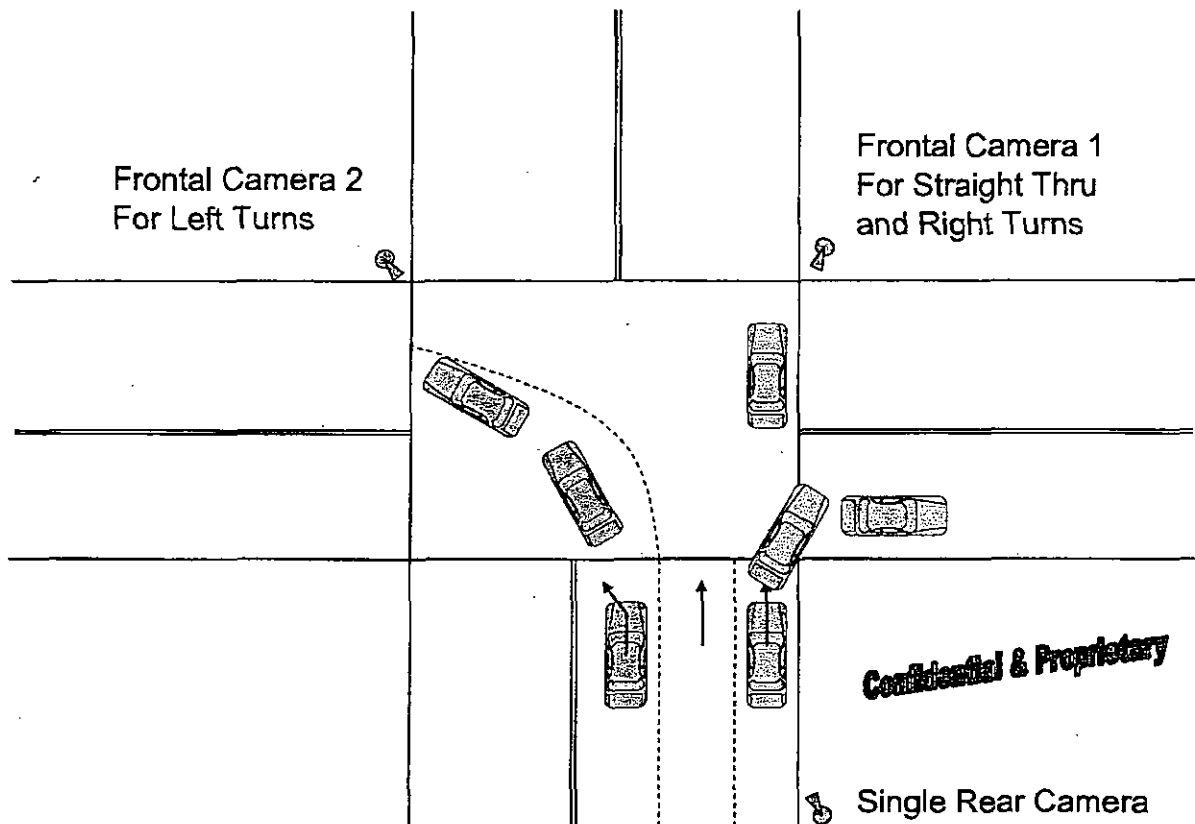 Frontal Camera 2
For Left Turns
Frontal Camera 1
For Straight Thru
and Right Turns
Confidential & Proprietary
Single Rear Camera